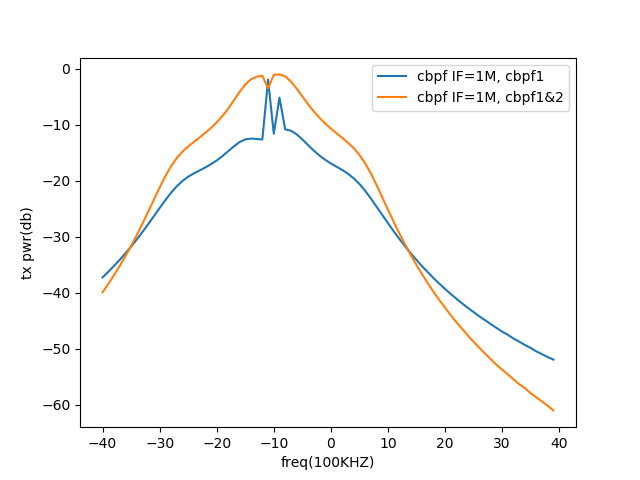 cbpf IF=1M, cbpf1
cbpf IF=1M, cbpf1&2
0
−10
−20
−30
−40
−50
−60
tx pwr(db)
−40 −30 −20 −10 0 10 20 30 40
freq(100KHZ)